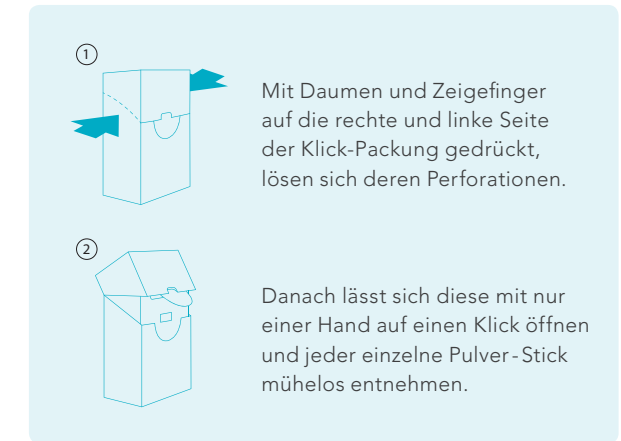 1
Mit Daumen und Zeigefinger
auf die rechte und linke Seite
der Klick-Packung gedrückt,
lösen sich deren Perforationen.
2
Danach lässt sich diese mit nur
einer Hand auf einen Klick öffnen
und jeder einzelne Pulver-Stick
mühelos entnehmen.